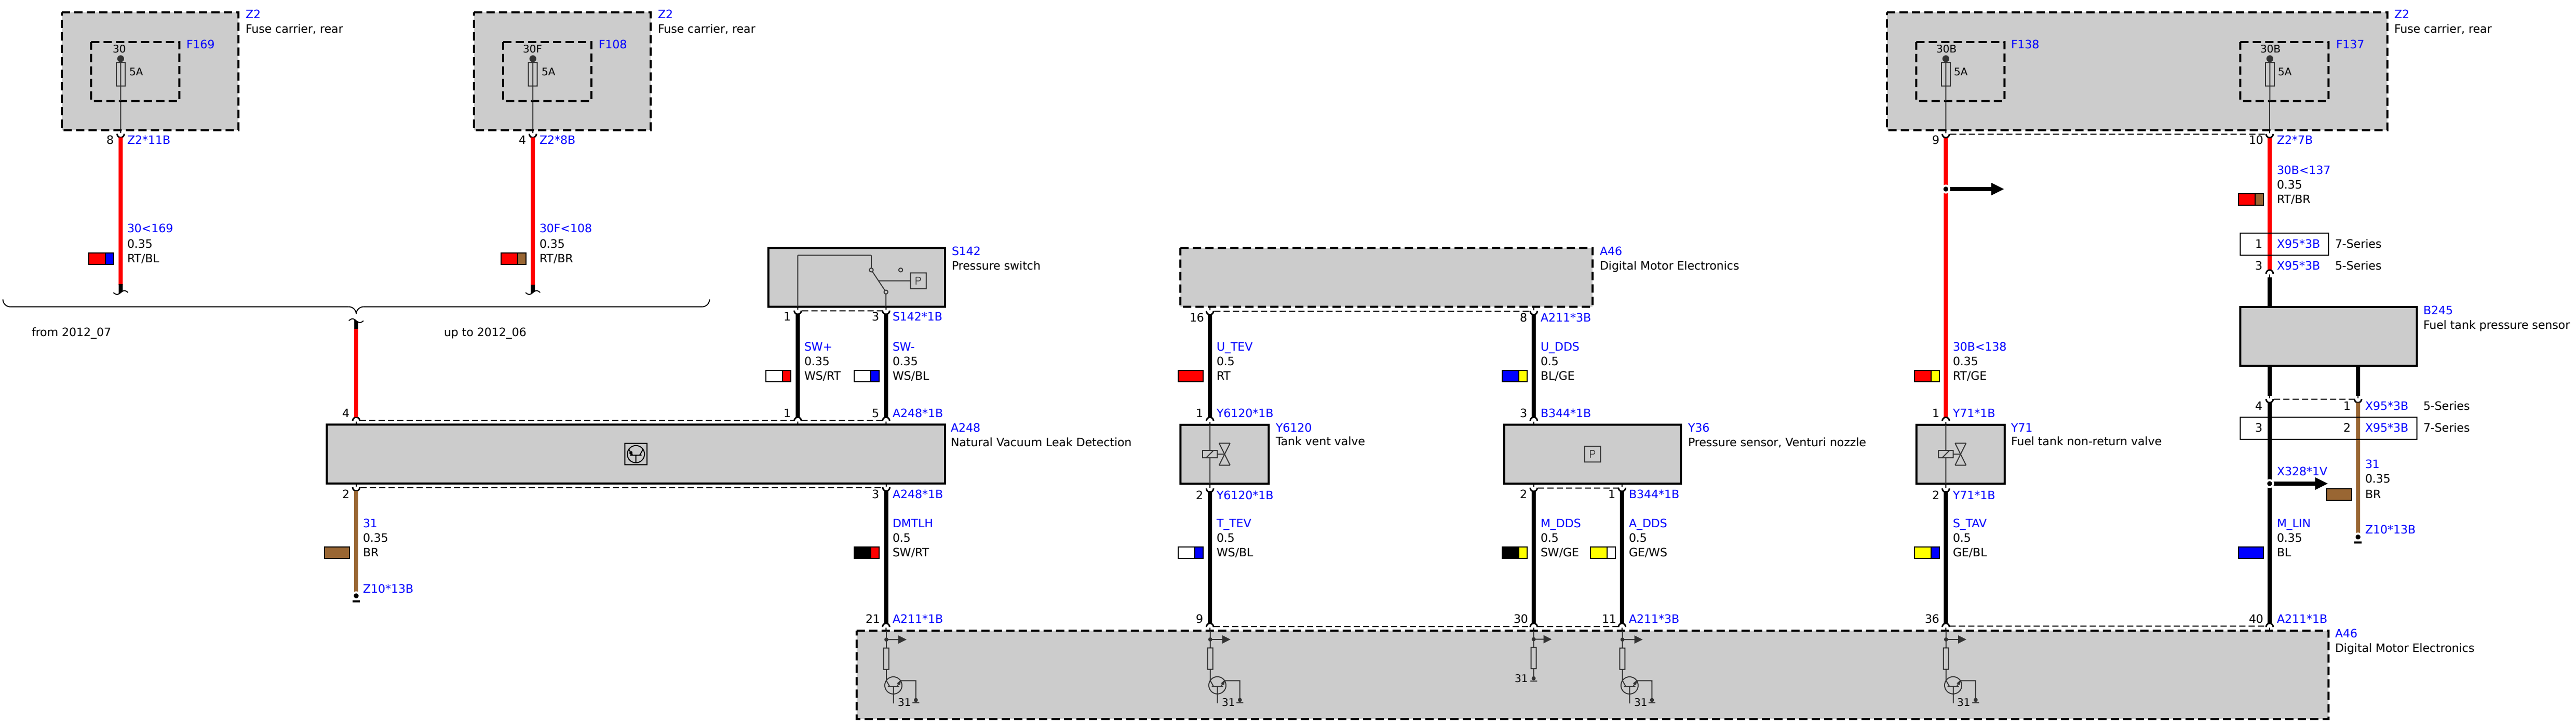 Z2
Fuse carrier, rear
30
F169
5A
8
Z2*11B
30<169
0.35
RT/BL
Z2
Fuse carrier, rear
30F
F108
5A
4
Z2*8B
30F<108
0.35
RT/BR
from 2012_07
up to 2012_06
S142
Pressure switch
P
1
3
S142*1B
SW+
0.35
WS/RT
SW-
0.35
WS/BL
4
1
5
A248*1B
A248
Natural Vacuum Leak Detection
2
3
A248*1B
31
0.35
BR
Z10*13B
DMTLH
0.5
SW/RT
21
A211*1B
A46
Digital Motor Electronics
16
8
A211*3B
U_TEV
0.5
RT
U_DDS
0.5
BL/GE
1
Y6120*1B
3
B344*1B
Y6120
Tank vent valve
P
Y36
Pressure sensor, Venturi nozzle
2
Y6120*1B
2
1
B344*1B
T_TEV
0.5
WS/BL
M_DDS
0.5
SW/GE
A_DDS
0.5
GE/WS
9
30
11
A211*3B
Z2
Fuse carrier, rear
30B
F138
5A
30B
F137
5A
9
10
Z2*7B
30B<137
0.35
RT/BR
1
X95*3B
7-Series
3
X95*3B
5-Series
B245
Fuel tank pressure sensor
30B<138
0.35
RT/GE
1
Y71*1B
Y71
Fuel tank non-return valve
2
Y71*1B
S_TAV
0.5
GE/BL
36
4
1
X95*3B
5-Series
3
2
X95*3B
7-Series
X328*1V
31
0.35
BR
Z10*13B
M_LIN
0.35
BL
40
A211*1B
A46
Digital Motor Electronics
31
31
31
31
31